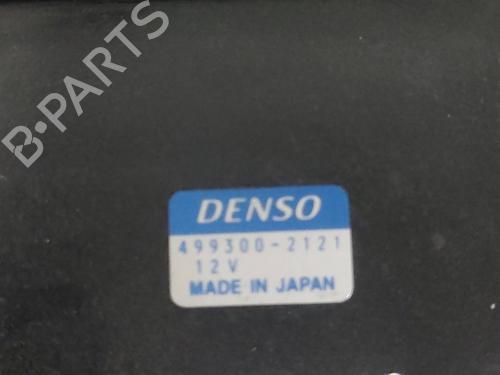 B-PARTS
DENSO
499300-2121
12V
MADE IN JAPAN